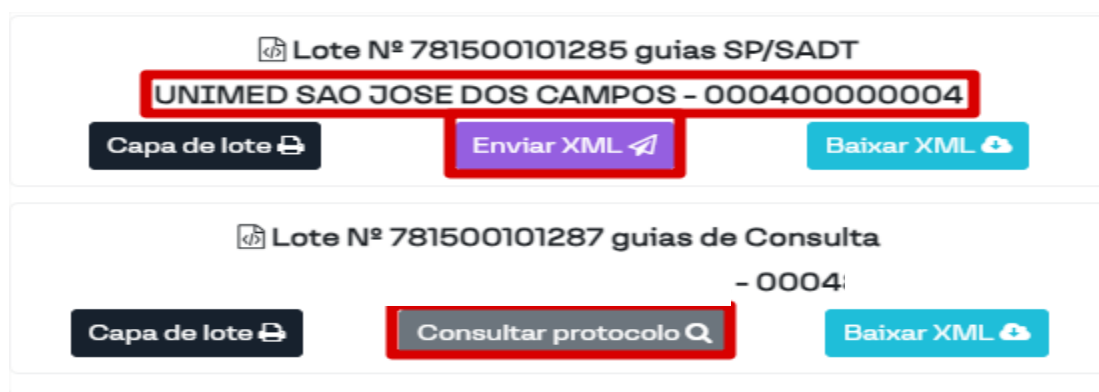 Lote Nº 781500101285 guias SP/SADT
UNIMED SAO JOSE DOS CAMPOS - 000400000004
Capa de lote Enviar XML Baixar XML
Lote Nº 781500101287 guias de Consulta
- 0004
Capa de lote Consultar protocolo Baixar XML